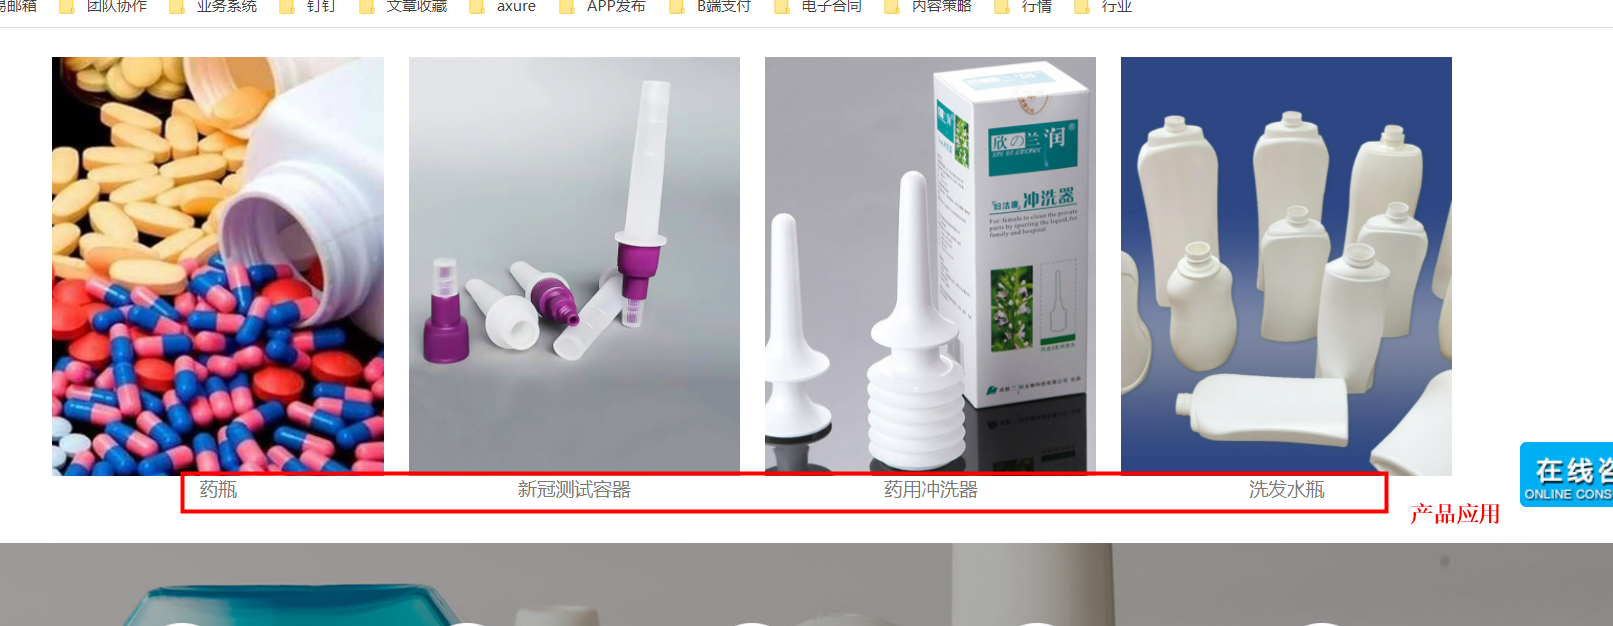 易邮箱 团队协作 业务系统 钉钉 文章收藏 axure APP发布 B端支付 电子合同 内容策略 行情 行业
欣の兰 润®
妇洁康 冲洗器
For female to clean the private
parts by spurting the liquid, for
family and hospital.
药瓶 新冠测试容器 药用冲洗器 洗发水瓶
产品应用
在线咨
ONLINE CONS